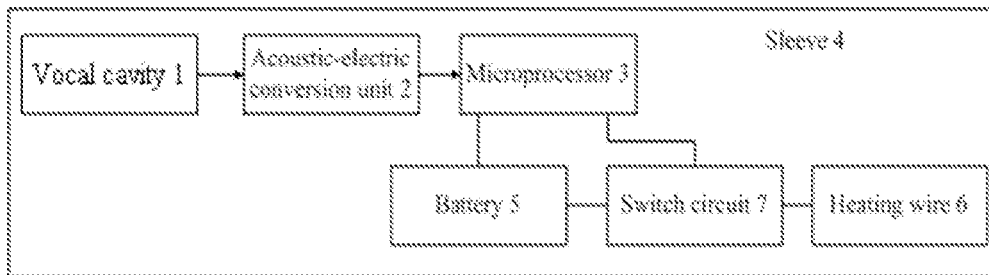 Sleeve 4
Vocal cavity 1
Acoustic-electric
conversion unit 2
Microprocessor 3
Battery 5
Switch circuit 7
Heating wire 6